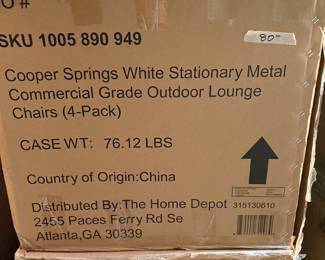 O #
SKU 1005 890 949
80"
Cooper Springs White Stationary Metal
Commercial Grade Outdoor Lounge
Chairs (4-Pack)
CASE WT: 76.12 LBS
Country of Origin:China
Distributed By:The Home Depot 315130610
2455 Paces Ferry Rd Se
Atlanta,GA 30339